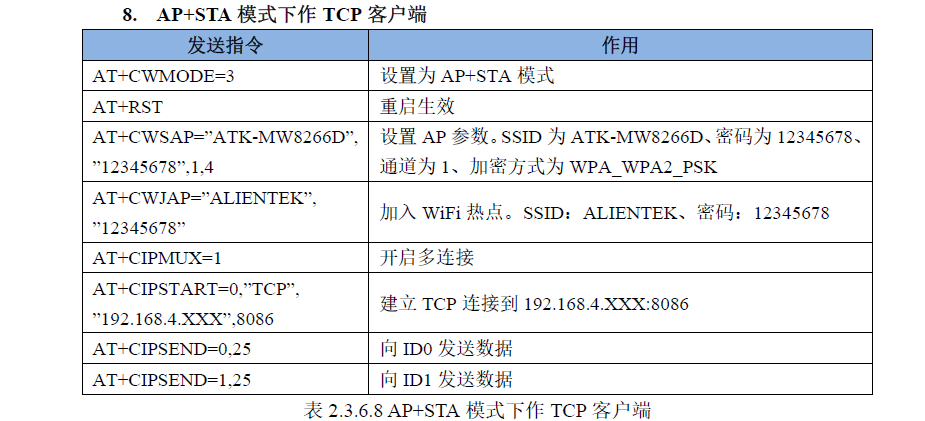 8. AP+STA 模式下作 TCP 客户端
发送指令 作用
AT+CWMODE=3 设置为 AP+STA 模式
AT+RST 重启生效
AT+CWSAP=”ATK-MW8266D”, 设置 AP 参数。SSID 为 ATK-MW8266D、密码为 12345678、
”12345678”,1,4 通道为 1、加密方式为 WPA_WPA2_PSK
AT+CWJAP=”ALIENTEK”,
”12345678” 加入 WiFi 热点。SSID：ALIENTEK、密码：12345678
AT+CIPMUX=1 开启多连接
AT+CIPSTART=0,”TCP”,
”192.168.4.XXX”,8086 建立 TCP 连接到 192.168.4.XXX:8086
AT+CIPSEND=0,25 向 ID0 发送数据
AT+CIPSEND=1,25 向 ID1 发送数据
表 2.3.6.8 AP+STA 模式下作 TCP 客户端